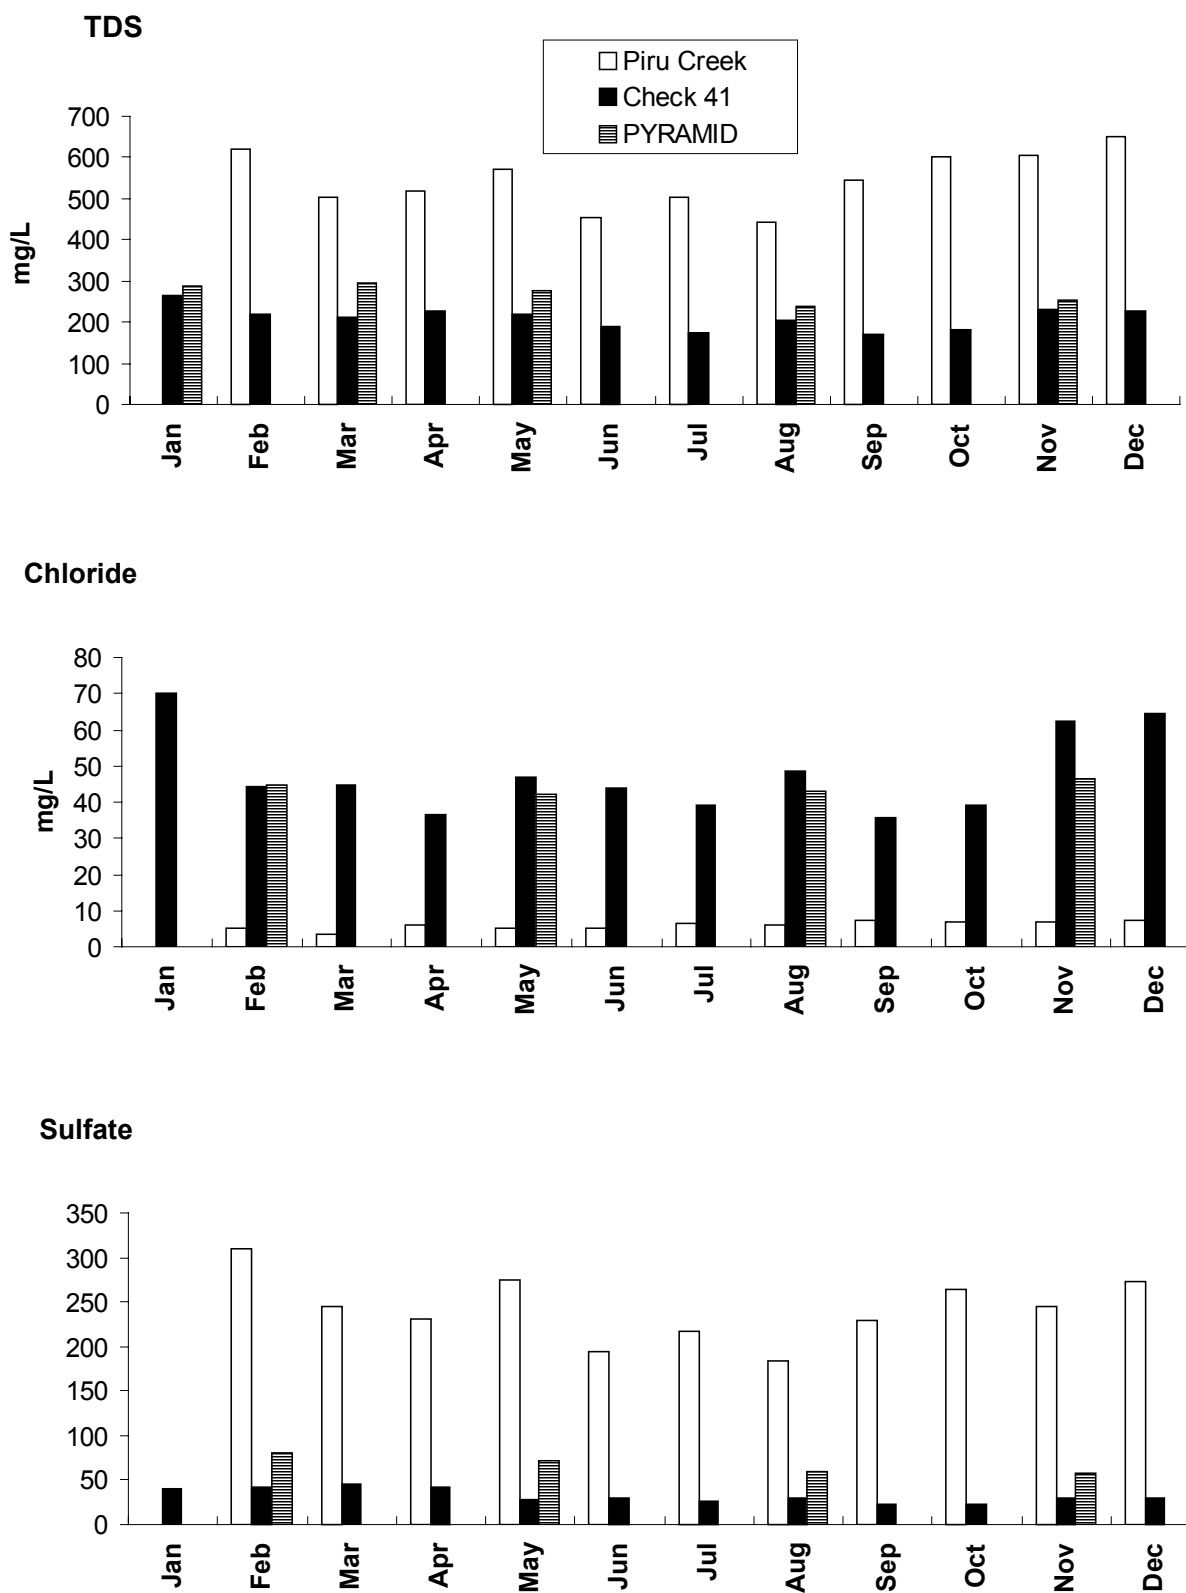 TDS
Piru Creek
Check 41
PYRAMID
700
600
500
400
300
200
100
0
mg/L
Jan Feb Mar Apr May Jun Jul Aug Sep Oct Nov Dec
Chloride
80
70
60
50
40
30
20
10
0
mg/L
Jan Feb Mar Apr May Jun Jul Aug Sep Oct Nov Dec
Sulfate
350
300
250
200
150
100
50
0
Jan Feb Mar Apr May Jun Jul Aug Sep Oct Nov Dec